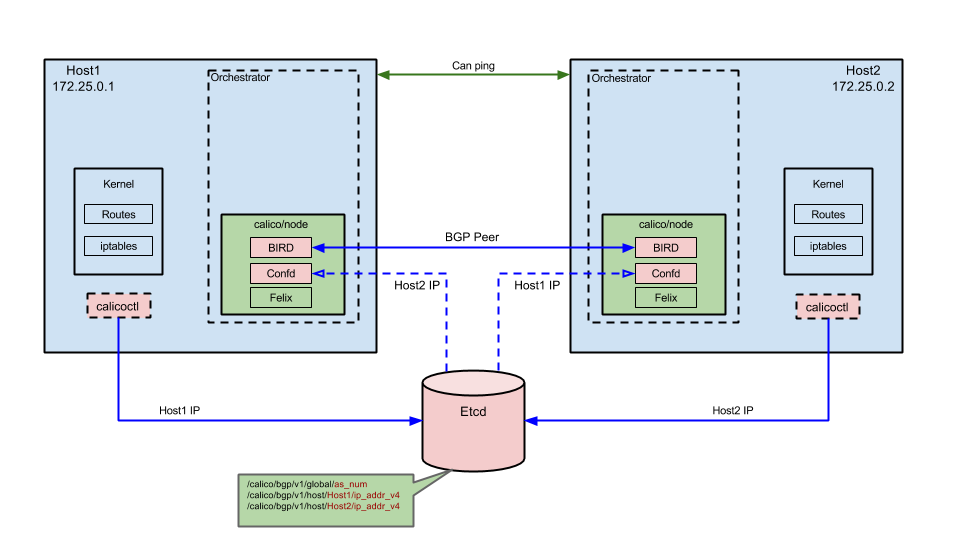 Can ping
Host1
172.25.0.1
Orchestrator
Kernel
Routes
iptables
calicoctl
calico/node
BIRD
Confd
Felix
BGP Peer
Host2 IP
Host1 IP
Orchestrator
Host2
172.25.0.2
calico/node
BIRD
Confd
Felix
Kernel
Routes
iptables
calicoctl
Host1 IP
Etcd
Host2 IP
/calico/bgp/v1/global/as_num
/calico/bgp/v1/host/Host1/ip_addr_v4
/calico/bgp/v1/host/Host2/ip_addr_v4